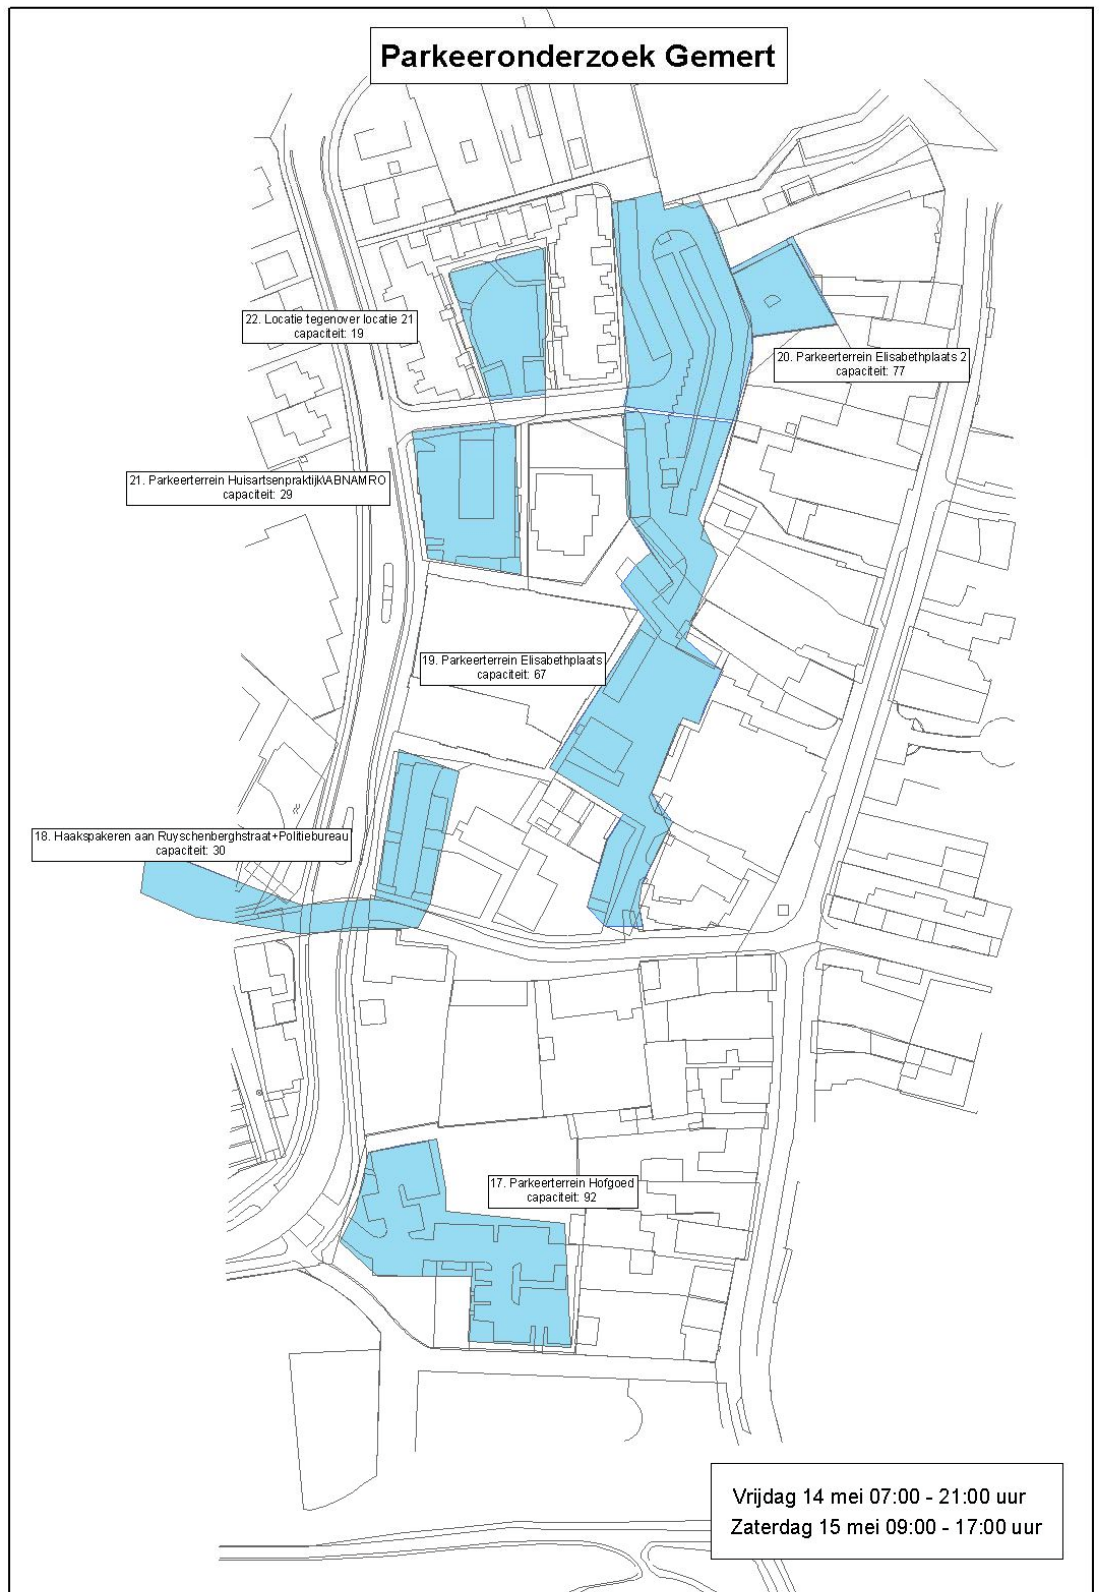 Parkeeronderzoek Gemert
22. Locatie tegenover locatie 21
capaciteit: 19
20. Parkeerterrein Elisabethplaats 2
capaciteit: 77
21. Parkeerterrein Huisartsenpraktijk\ABNAMRO
capaciteit: 29
19. Parkeerterrein Elisabethplaats
capaciteit: 67
18. Haakspakeren aan Ruyschenberghstraat+Politiebureau
capaciteit: 30
17. Parkeerterrein Hofgoed
capaciteit: 92
Vrijdag 14 mei 07:00 - 21:00 uur
Zaterdag 15 mei 09:00 - 17:00 uur